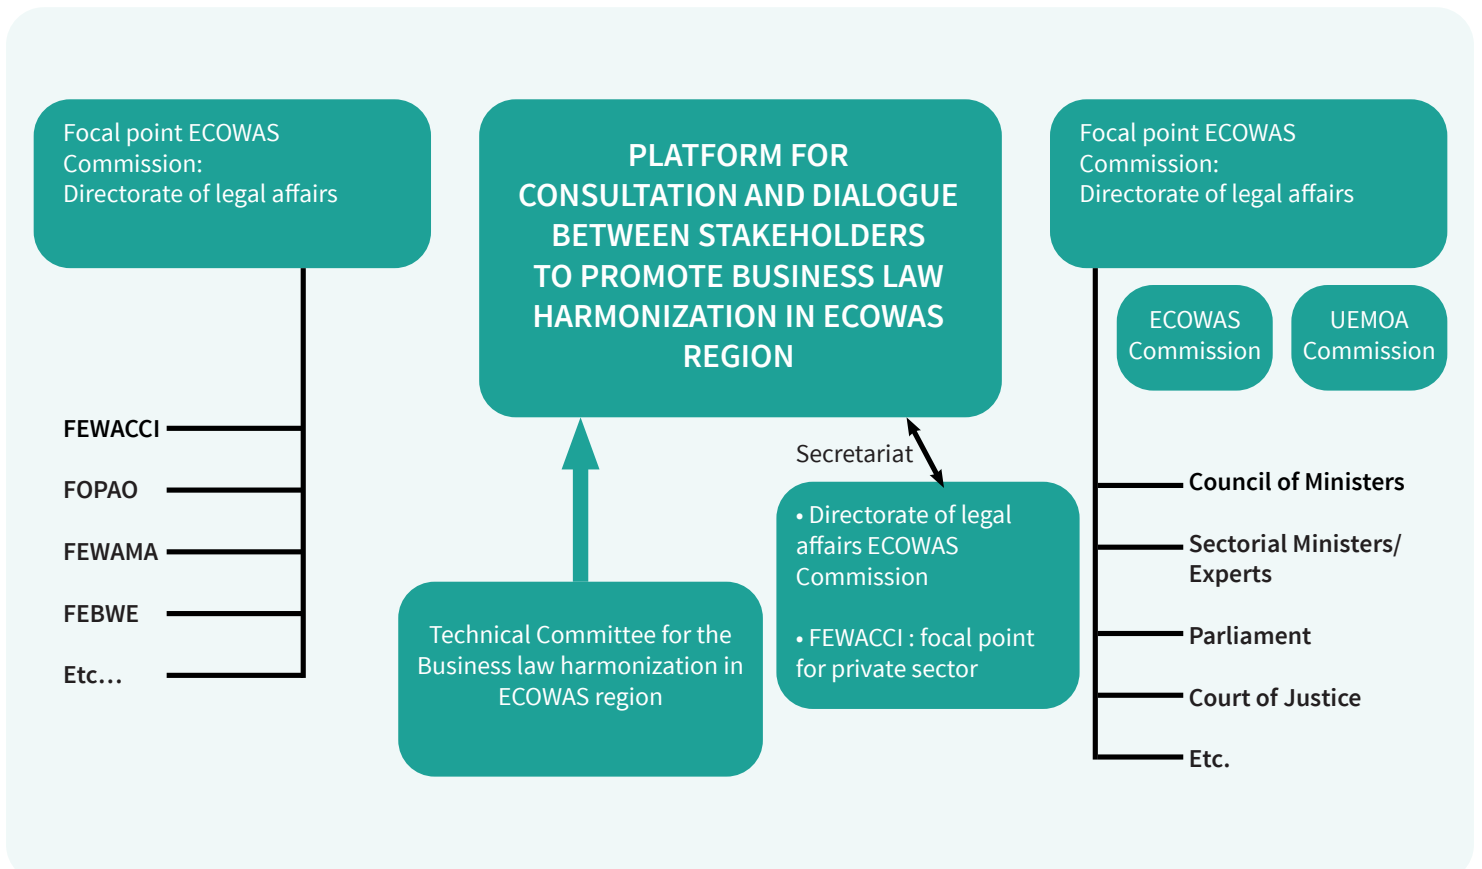 Focal point ECOWAS
Commission:
Directorate of legal affairs
FEWACCI
FOPAO
FEWAMA
FEBWE
Etc...
PLATFORM FOR
CONSULTATION AND DIALOGUE
BETWEEN STAKEHOLDERS
TO PROMOTE BUSINESS LAW
HARMONIZATION IN ECOWAS
REGION
Technical Committee for the
Business law harmonization in
ECOWAS region
Secretariat
• Directorate of legal
affairs ECOWAS
Commission
• FEWACCI : focal point
for private sector
Focal point ECOWAS
Commission:
Directorate of legal affairs
ECOWAS
Commission
UEMOA
Commission
Council of Ministers
Sectorial Ministers/
Experts
Parliament
Court of Justice
Etc.